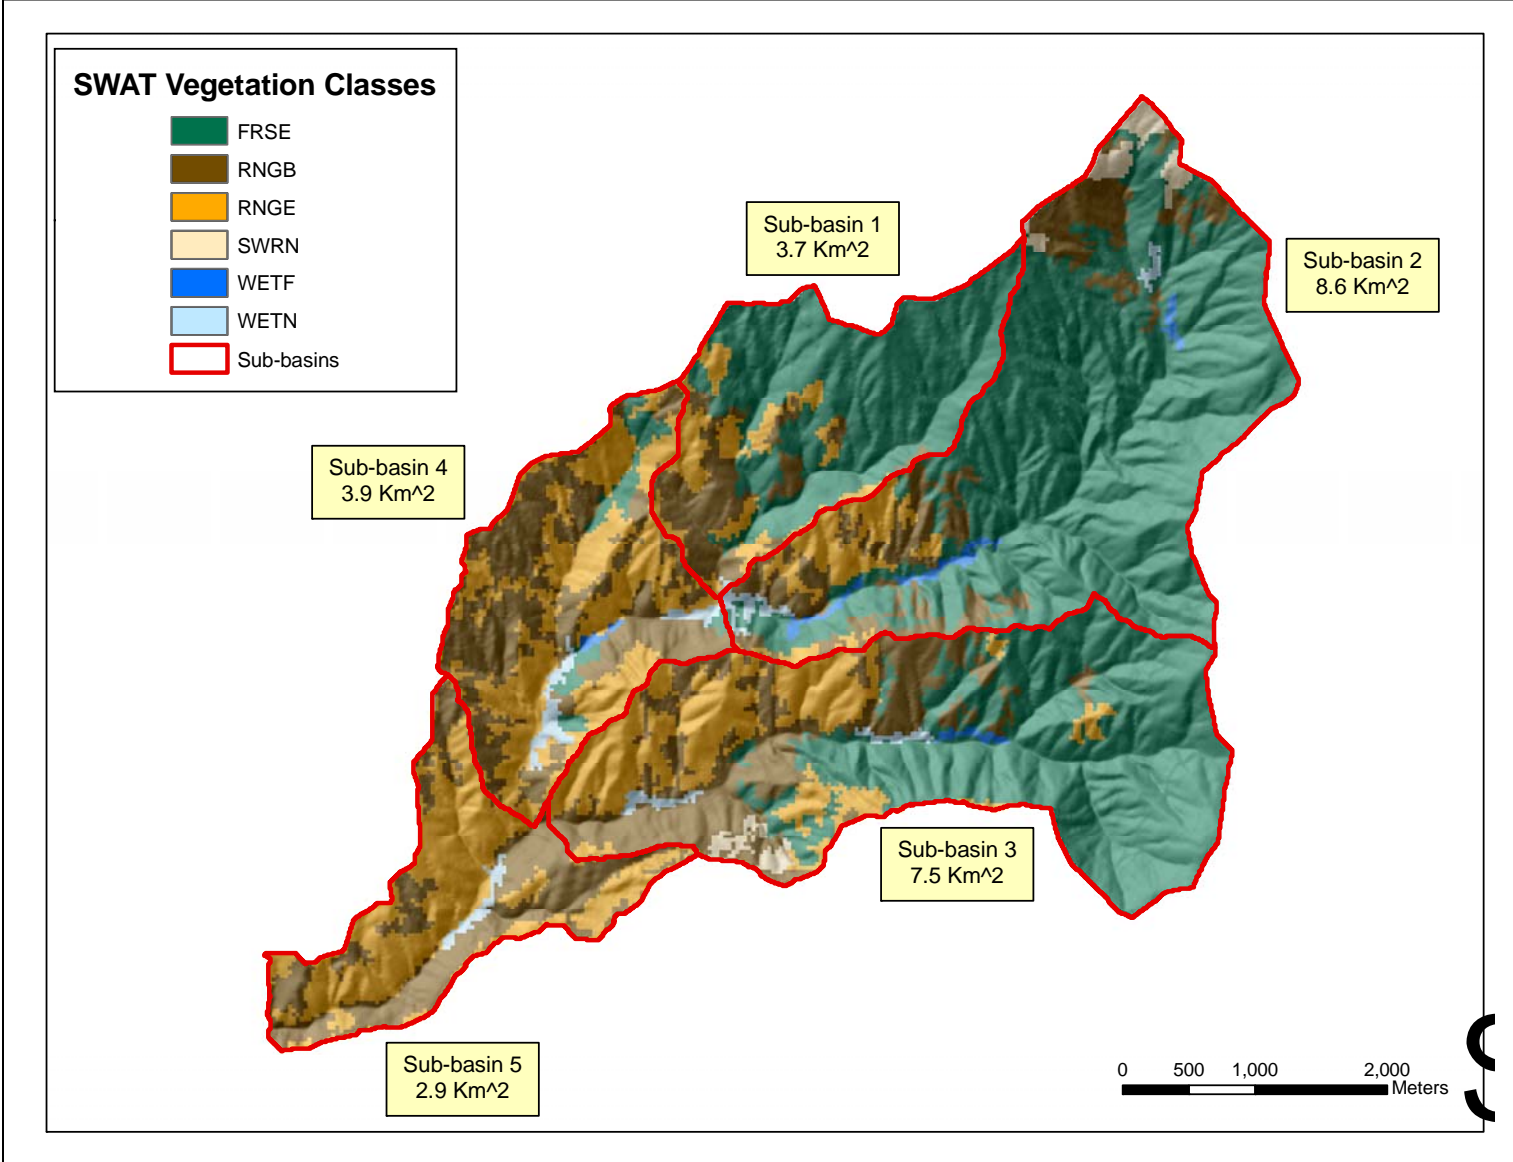 SWAT Vegetation Classes
FRSE
RNGB
RNGE
SWRN
WETF
WETN
Sub-basins
Sub-basin 1
3.7 Km^2
Sub-basin 2
8.6 Km^2
Sub-basin 4
3.9 Km^2
Sub-basin 3
7.5 Km^2
Sub-basin 5
2.9 Km^2
0 500 1,000 2,000
Meters